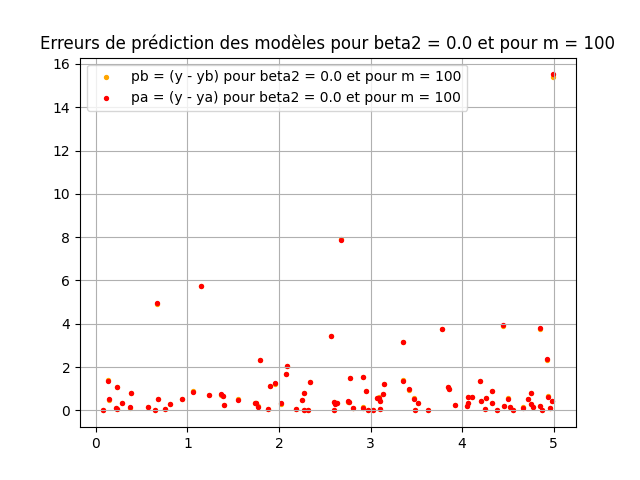 Erreurs de prédiction des modèles pour beta2 = 0.0 et pour m = 100
pb = (y - yb) pour beta2 = 0.0 et pour m = 100
pa = (y - ya) pour beta2 = 0.0 et pour m = 100
16
14
12
10
8
6
4
2
0
0 1 2 3 4 5